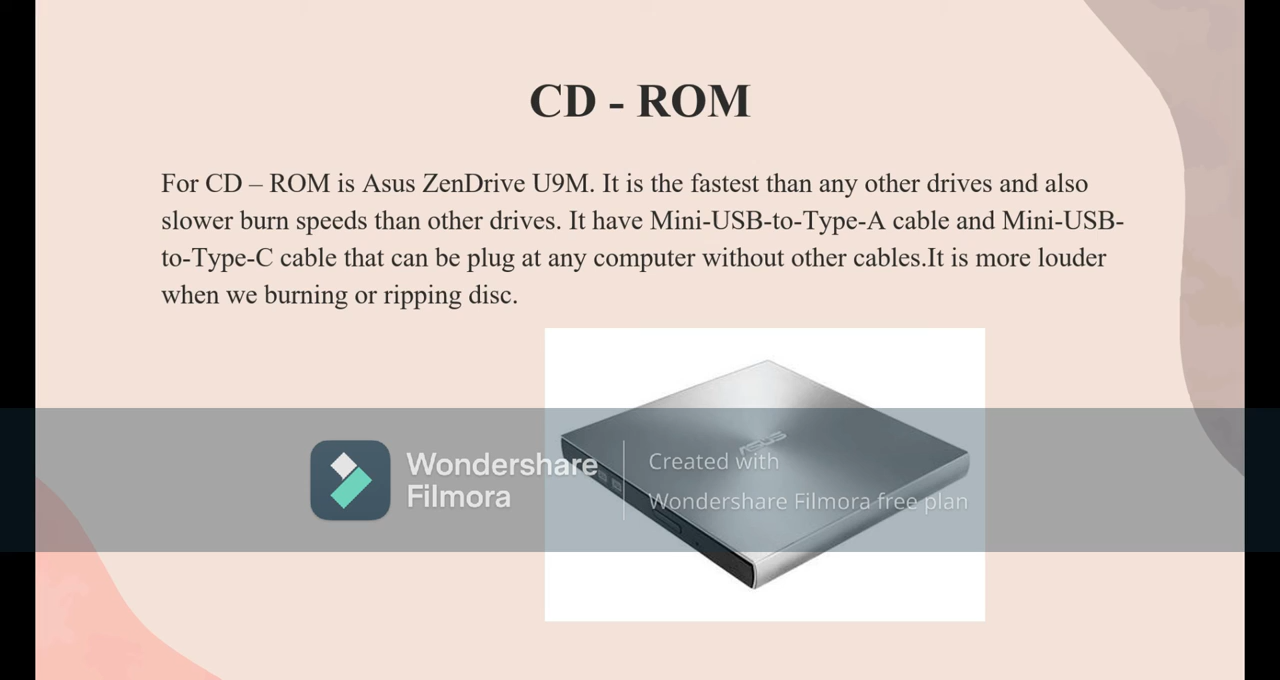 CD - ROM
For CD – ROM is Asus ZenDrive U9M. It is the fastest than any other drives and also
slower burn speeds than other drives. It have Mini-USB-to-Type-A cable and Mini-USB-
to-Type-C cable that can be plug at any computer without other cables.It is more louder
when we burning or ripping disc.
ASUS
Wondershare
Filmora
Created with
Wondershare Filmora free plan